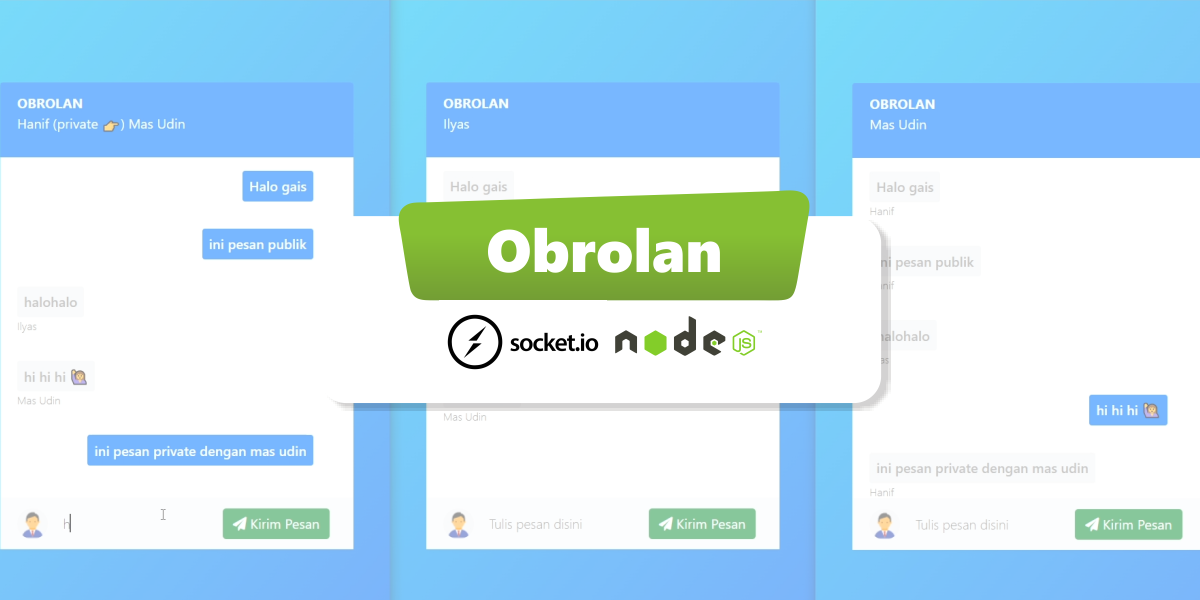 OBROLAN
Hanif (private 👉) Mas Udin
Halo gais
ini pesan publik
halohalo
Ilyas
hi hi hi 🙋
Mas Udin
ini pesan private dengan mas udin
h
Kirim Pesan
OBROLAN
Ilyas
Halo gais
Obrolan
socket.io node JS ™
Mas Udin
Tulis pesan disini
Kirim Pesan
OBROLAN
Mas Udin
Halo gais
Hanif
pesan publik
hi hi hi 🙋
ini pesan private dengan mas udin
Hanif
Tulis pesan disini
Kirim Pesan